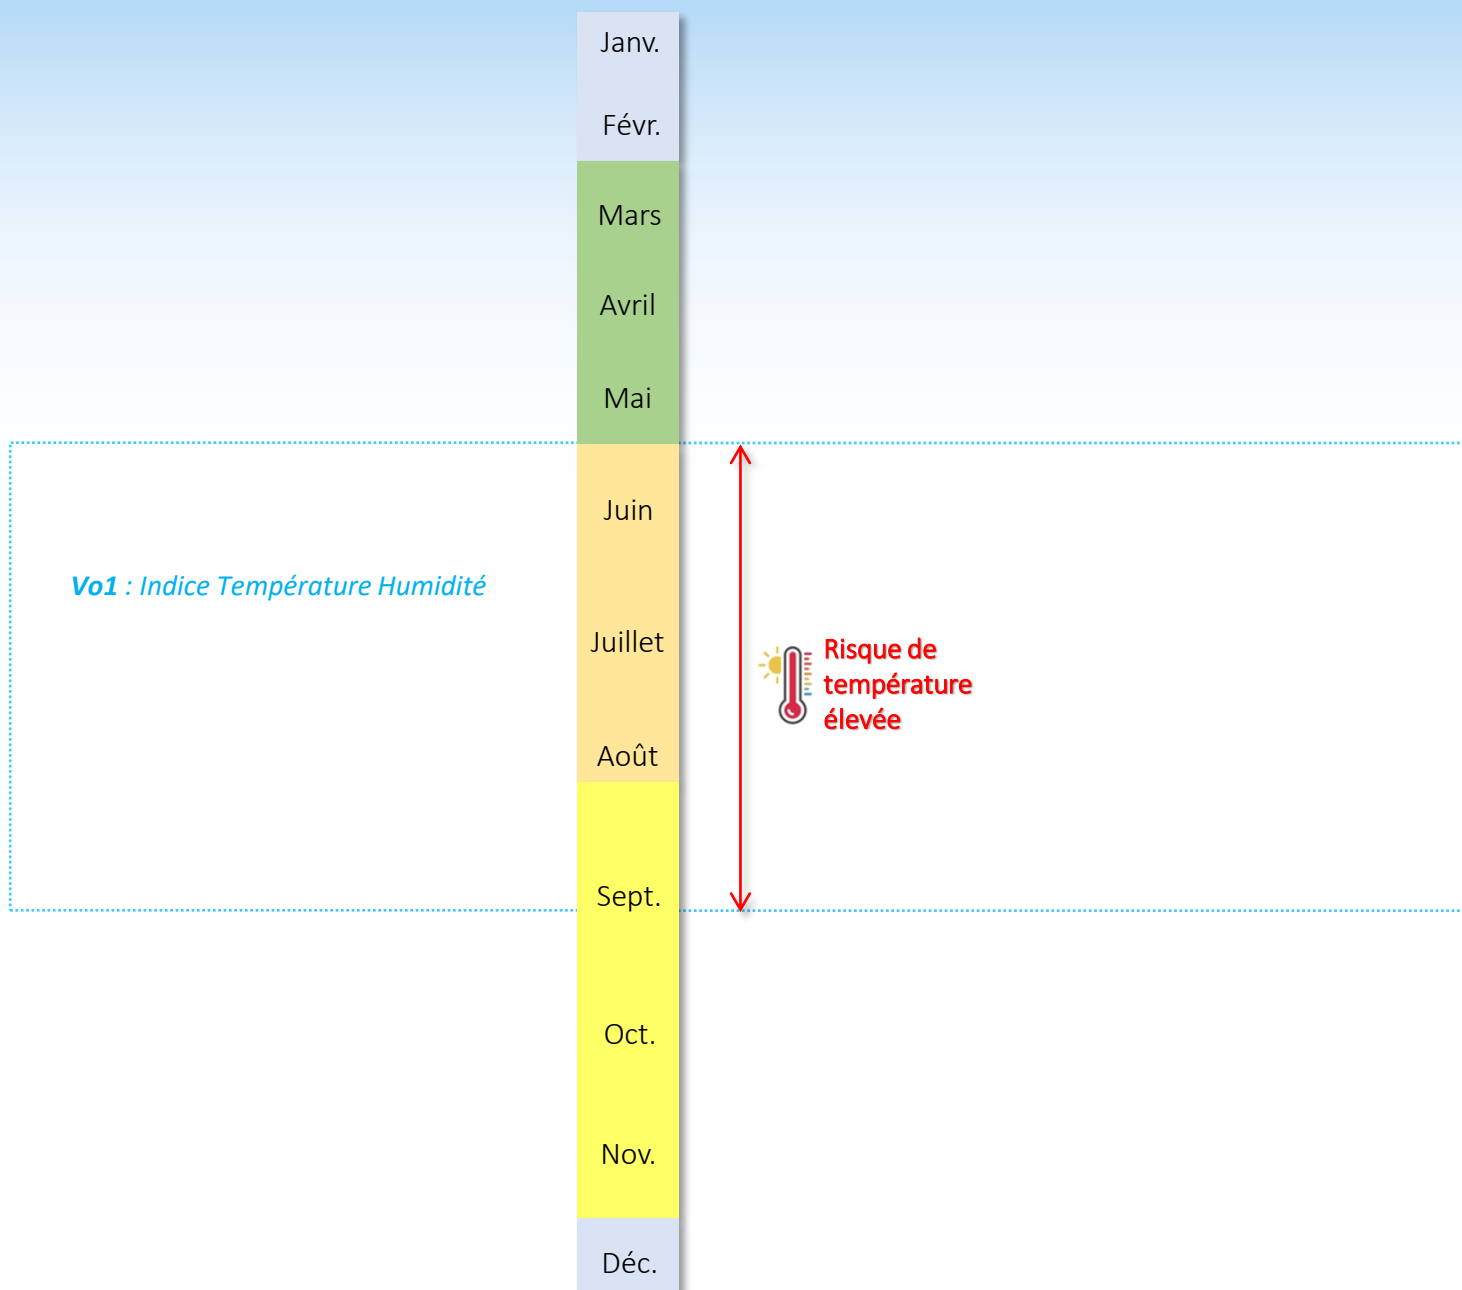 Janv.
Févr.
Mars
Avril
Mai
Juin
Vo1 : Indice Température Humidité
Juillet
Risque de
température
élevée
Août
Sept.
Oct.
Nov.
Déc.